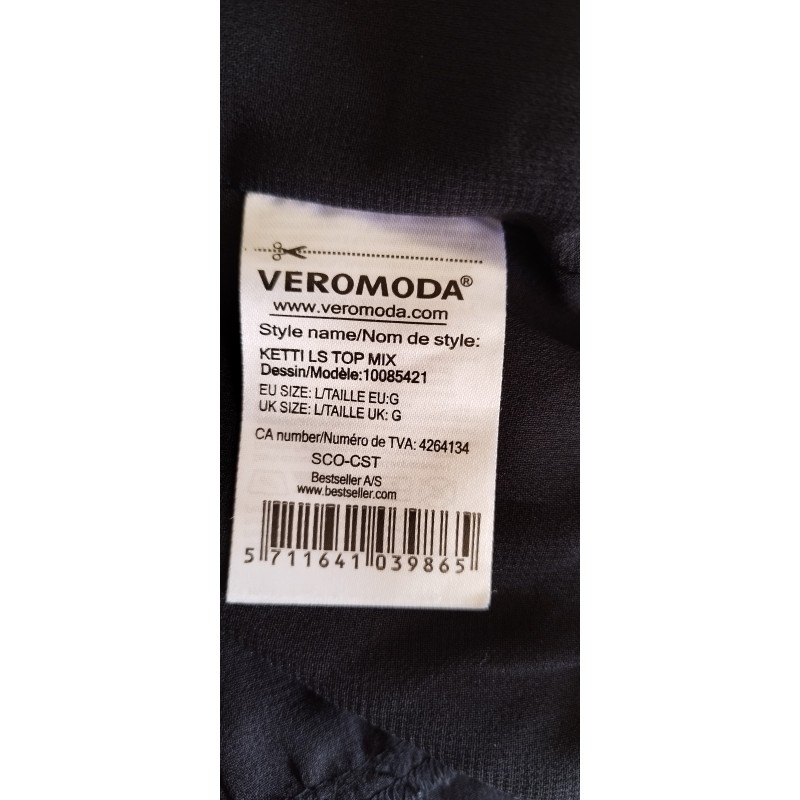 VEROMODA®
www.veromoda.com
Style name/Nom de style:
KETTI LS TOP MIX
Dessin/Modèle:10085421
EU SIZE: L/TAILLE EU:G
UK SIZE: L/TAILLE UK: G
CA number/Numéro de TVA: 4264134
SCO-CST
Bestseller A/S
www.bestseller.com
5 711641 039865